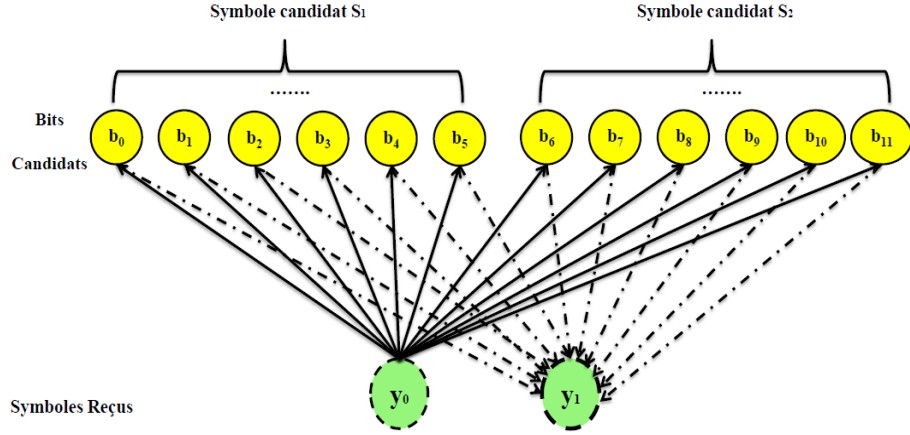 Symbole candidat S₁ Symbole candidat S₂
....... .......
Bits
b₀ b₁ b₂ b₃ b₄ b₅ b₆ b₇ b₈ b₉ b₁₀ b₁₁
Candidats
y₀ y₁
Symboles Reçus